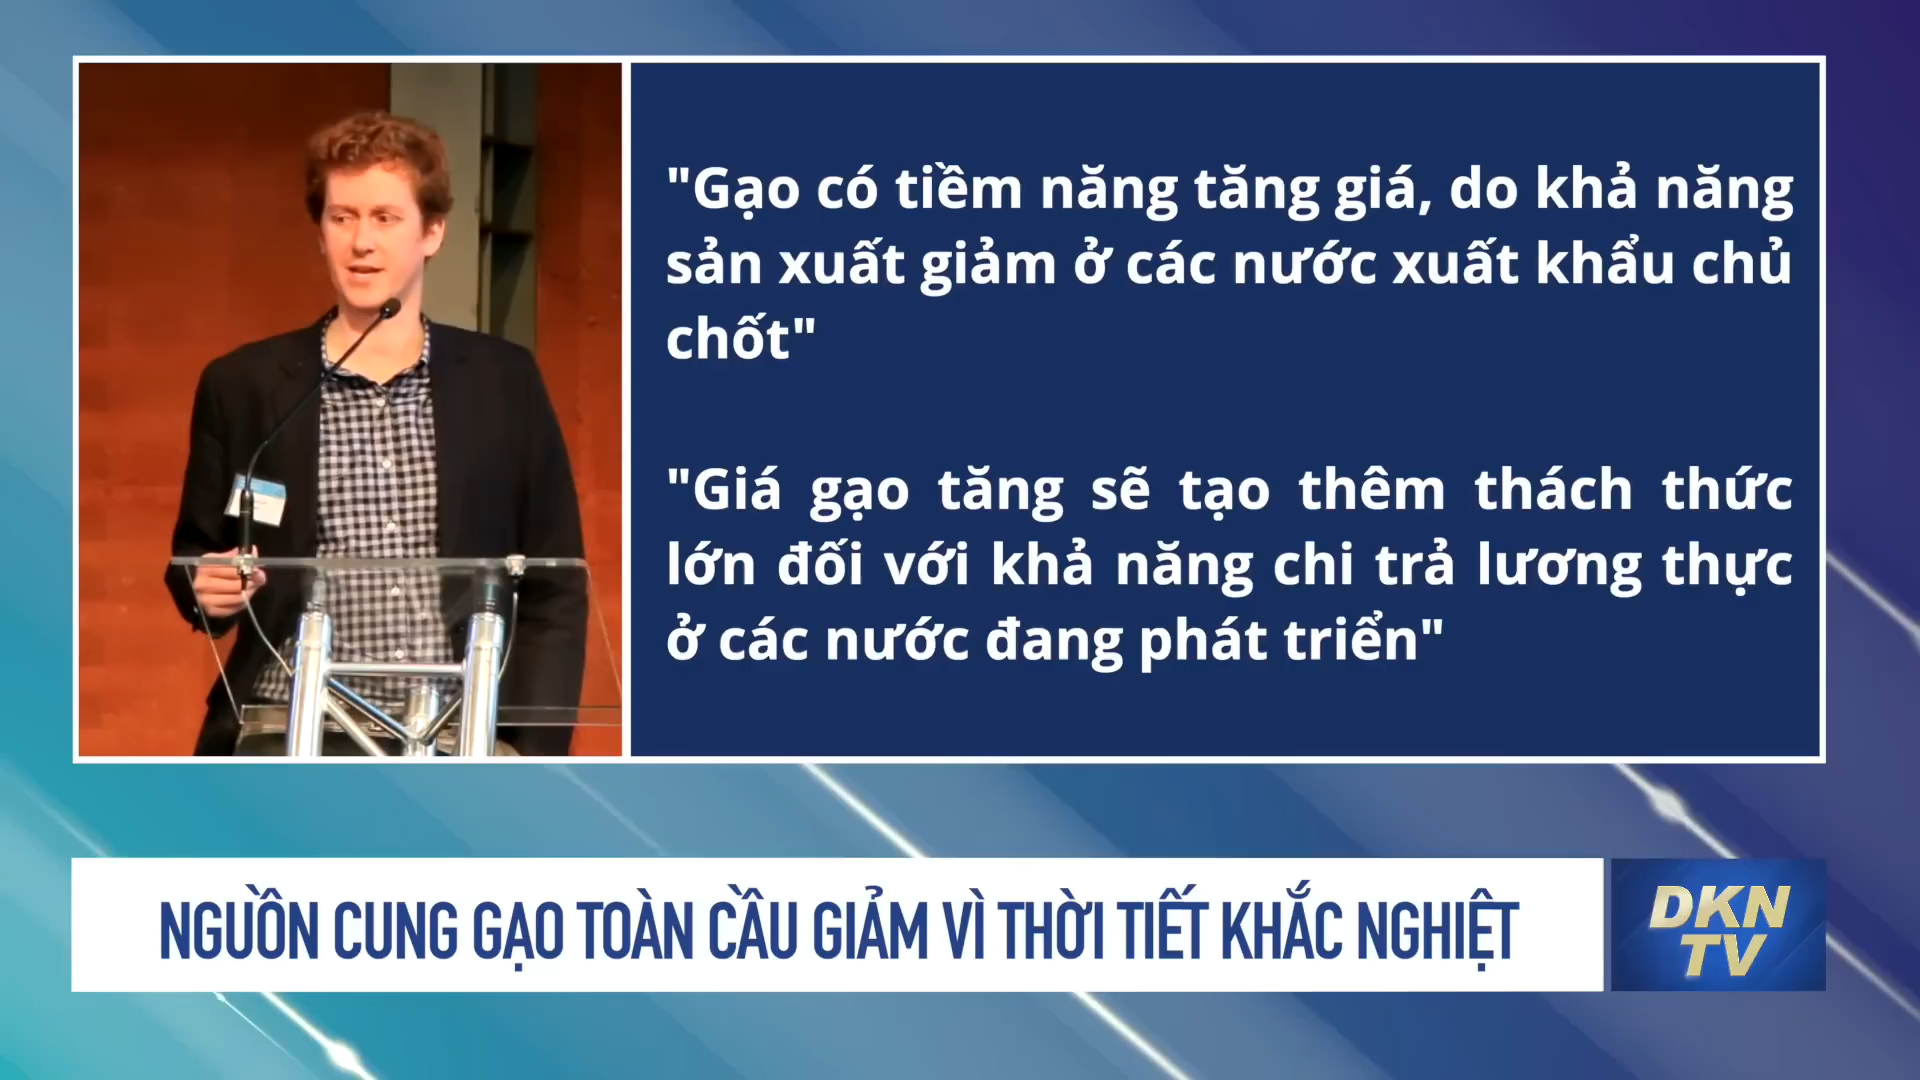 "Gạo có tiềm năng tăng giá, do khả năng
sản xuất giảm ở các nước xuất khẩu chủ
chốt"
"Giá gạo tăng sẽ tạo thêm thách thức
lớn đối với khả năng chi trả lương thực
ở các nước đang phát triển"
NGUỒN CUNG GẠO TOÀN CẦU GIẢM VÌ THỜI TIẾT KHẮC NGHIỆT
DKN
TV